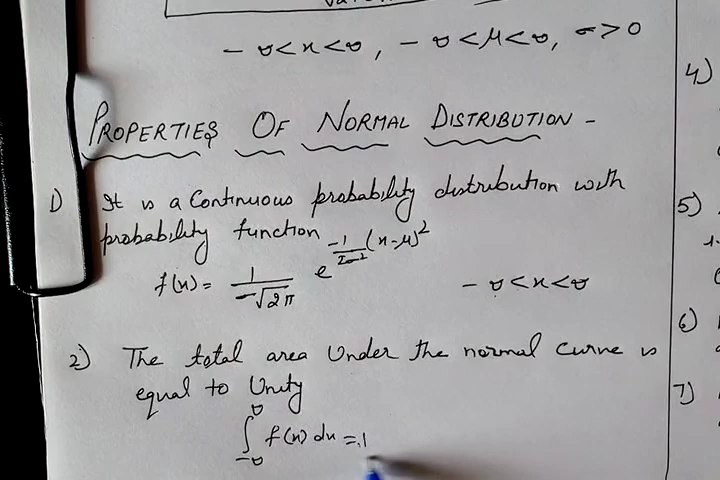 - ∞ < x < ∞, - ∞ < μ < ∞, σ > 0
PROPERTIES OF NORMAL DISTRIBUTION -
1) It is a Continuous probability distribution with
probability function
f(x) = 1/(σ√2π) e^(-1/(2σ²) (x-μ)²) - ∞ < x < ∞
2) The total area Under the normal Curve is
equal to Unity
∫_{-∞}^{∞} f(x) dx = 1
4)
5)
6)
7)